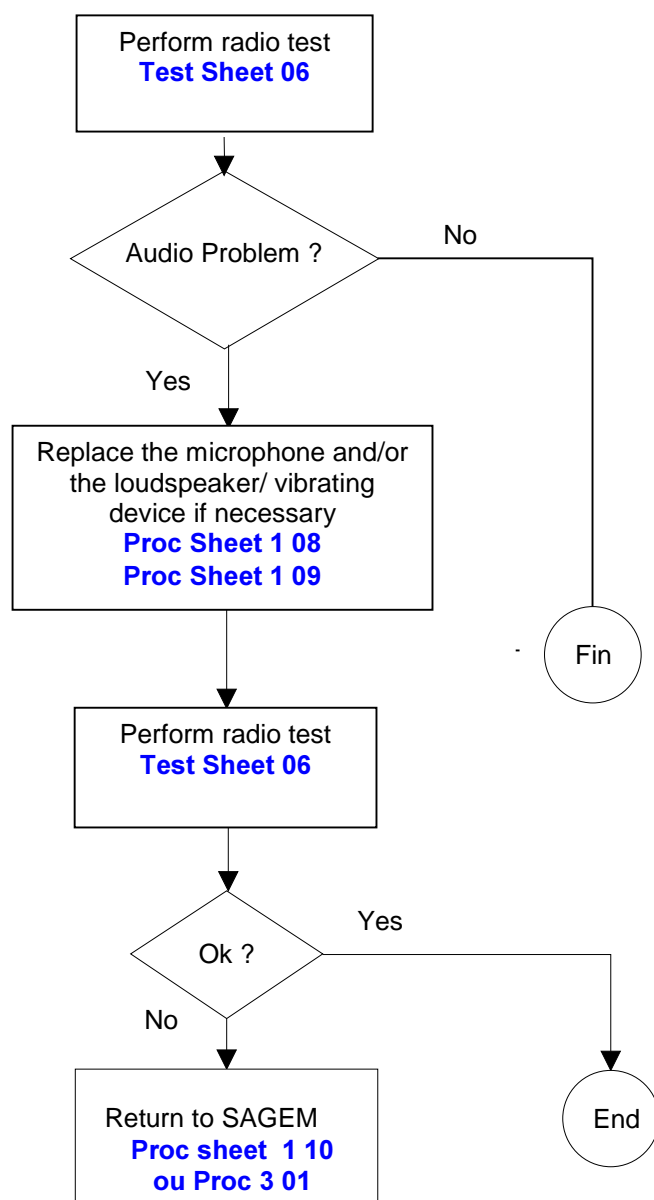 Perform radio test
Test Sheet 06
Audio Problem ?
No
Yes
Replace the microphone and/or
the loudspeaker/ vibrating
device if necessary
Proc Sheet 1 08
Proc Sheet 1 09
-
Fin
Perform radio test
Test Sheet 06
Ok ?
Yes
No
Return to SAGEM
Proc sheet 1 10
ou Proc 3 01
End